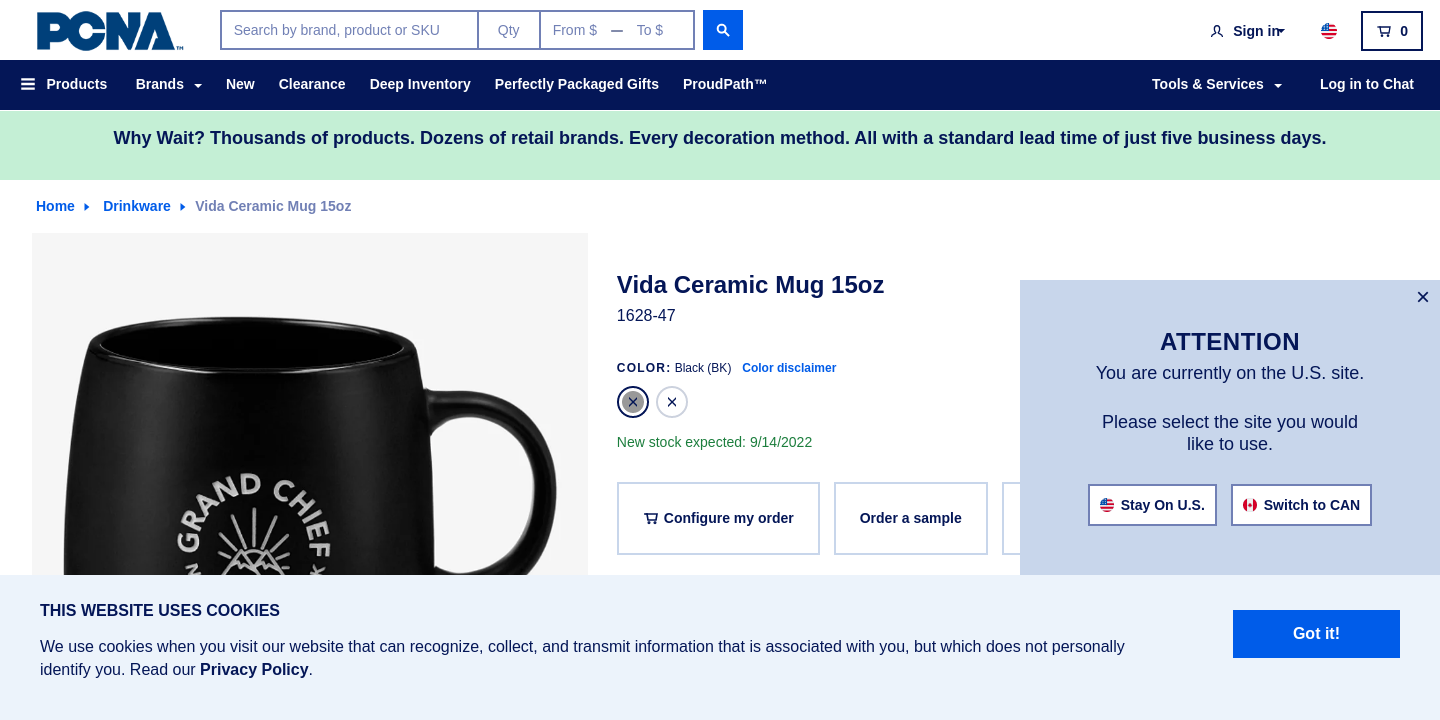 PCNA™
Search by brand, product or SKU
Qty
From $ — To $
Sign in
0
Products
Brands
New
Clearance
Deep Inventory
Perfectly Packaged Gifts
ProudPath™
Tools & Services
Log in to Chat
Why Wait? Thousands of products. Dozens of retail brands. Every decoration method. All with a standard lead time of just five business days.
Home
Drinkware
Vida Ceramic Mug 15oz
GRAND CHIEF
Vida Ceramic Mug 15oz
1628-47
COLOR: Black (BK) Color disclaimer
New stock expected: 9/14/2022
Configure my order
Order a sample
×
ATTENTION
You are currently on the U.S. site.
Please select the site you would
like to use.
Stay On U.S.
Switch to CAN
THIS WEBSITE USES COOKIES
We use cookies when you visit our website that can recognize, collect, and transmit information that is associated with you, but which does not personally
identify you. Read our Privacy Policy.
Got it!